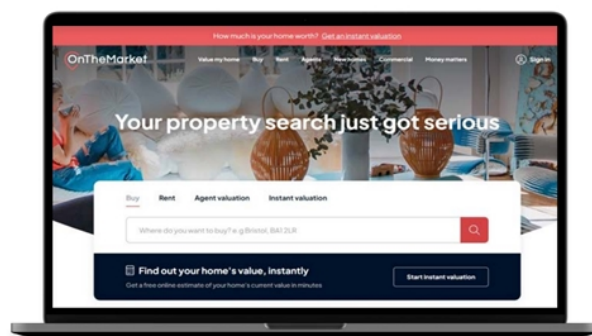 How much is your home worth? Get an instant valuation
OnTheMarket
Value my home Buy Rent Agents New homes Commercial Money matters Sign in
Your property search just got serious
Buy Rent Agent valuation Instant valuation
Where do you want to buy? e.g Bristol, BA1 2LR
Find out your home's value, instantly
Get a free online estimate of your home's current value in minutes
Start instant valuation